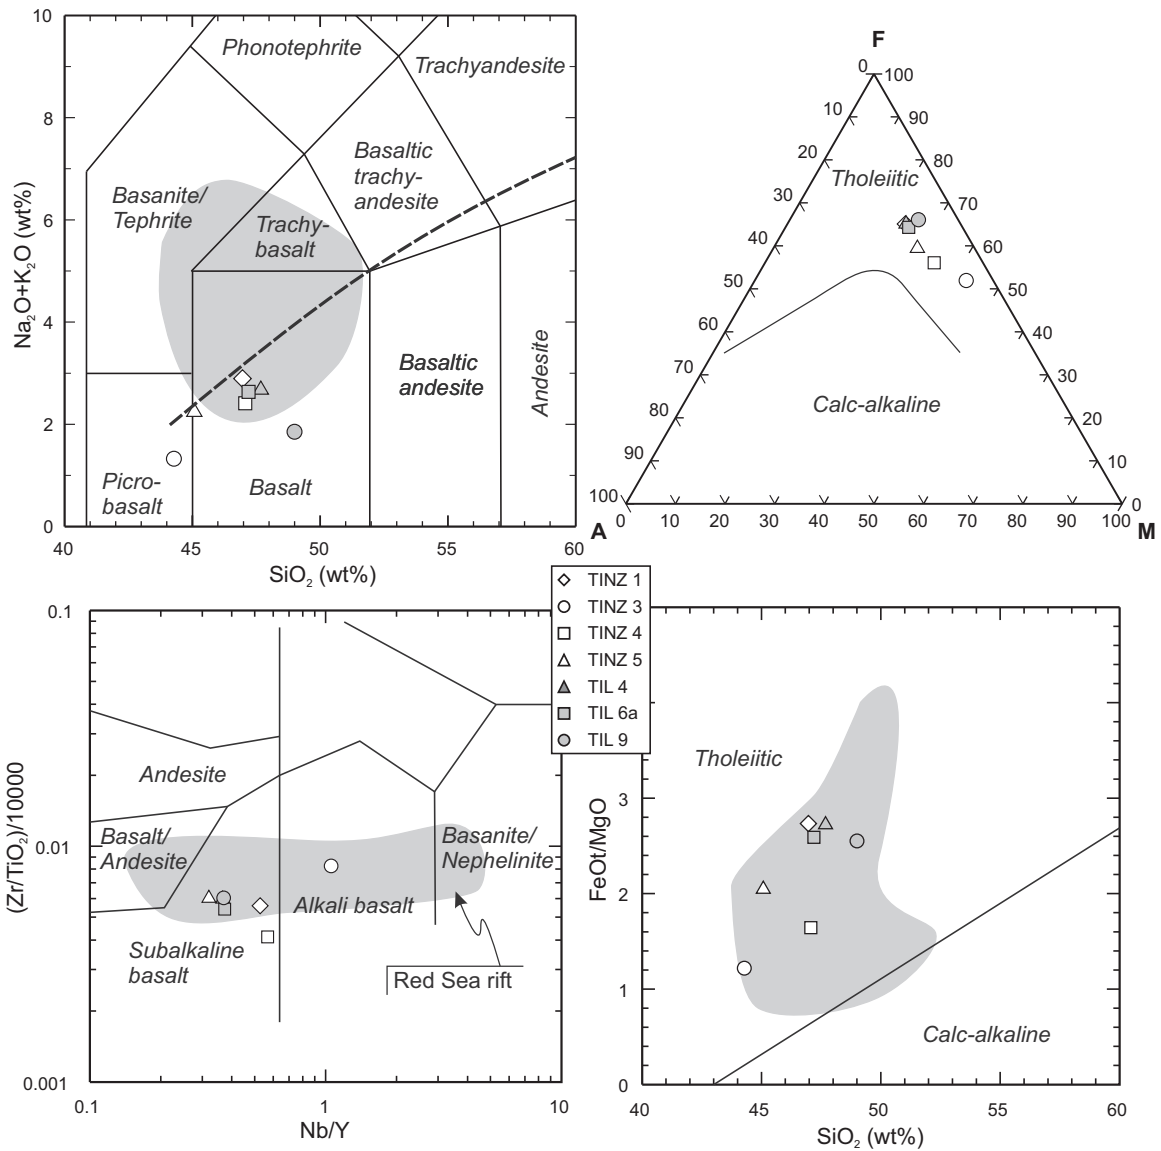 10
8
6
4
2
0
Na₂O+K₂O (wt%)
Phonotephrite
Trachyandesite
Basanite/
Tephrite
Basaltic
trachy-
andesite
Trachy-
basalt
Basaltic
andesite
Andesite
Picro-
basalt
Basalt
40
45
50
55
60
SiO₂ (wt%)
F
0
100
10
90
20
80
Tholeiitic
30
70
40
60
50
50
60
40
70
30
Calc-alkaline
80
20
90
10
100
0
A
0
10
20
30
40
50
60
70
80
90
100
M
TINZ 1
TINZ 3
TINZ 4
TINZ 5
TIL 4
TIL 6a
TIL 9
0.1
0.01
0.001
(Zr/TiO₂)/10000
Andesite
Basalt/
Andesite
Basanite/
Nephelinite
Alkali basalt
Subalkaline
basalt
Red Sea rift
0.1
1
10
Nb/Y
3
2
1
0
FeOt/MgO
Tholeiitic
Calc-alkaline
40
45
50
55
60
SiO₂ (wt%)